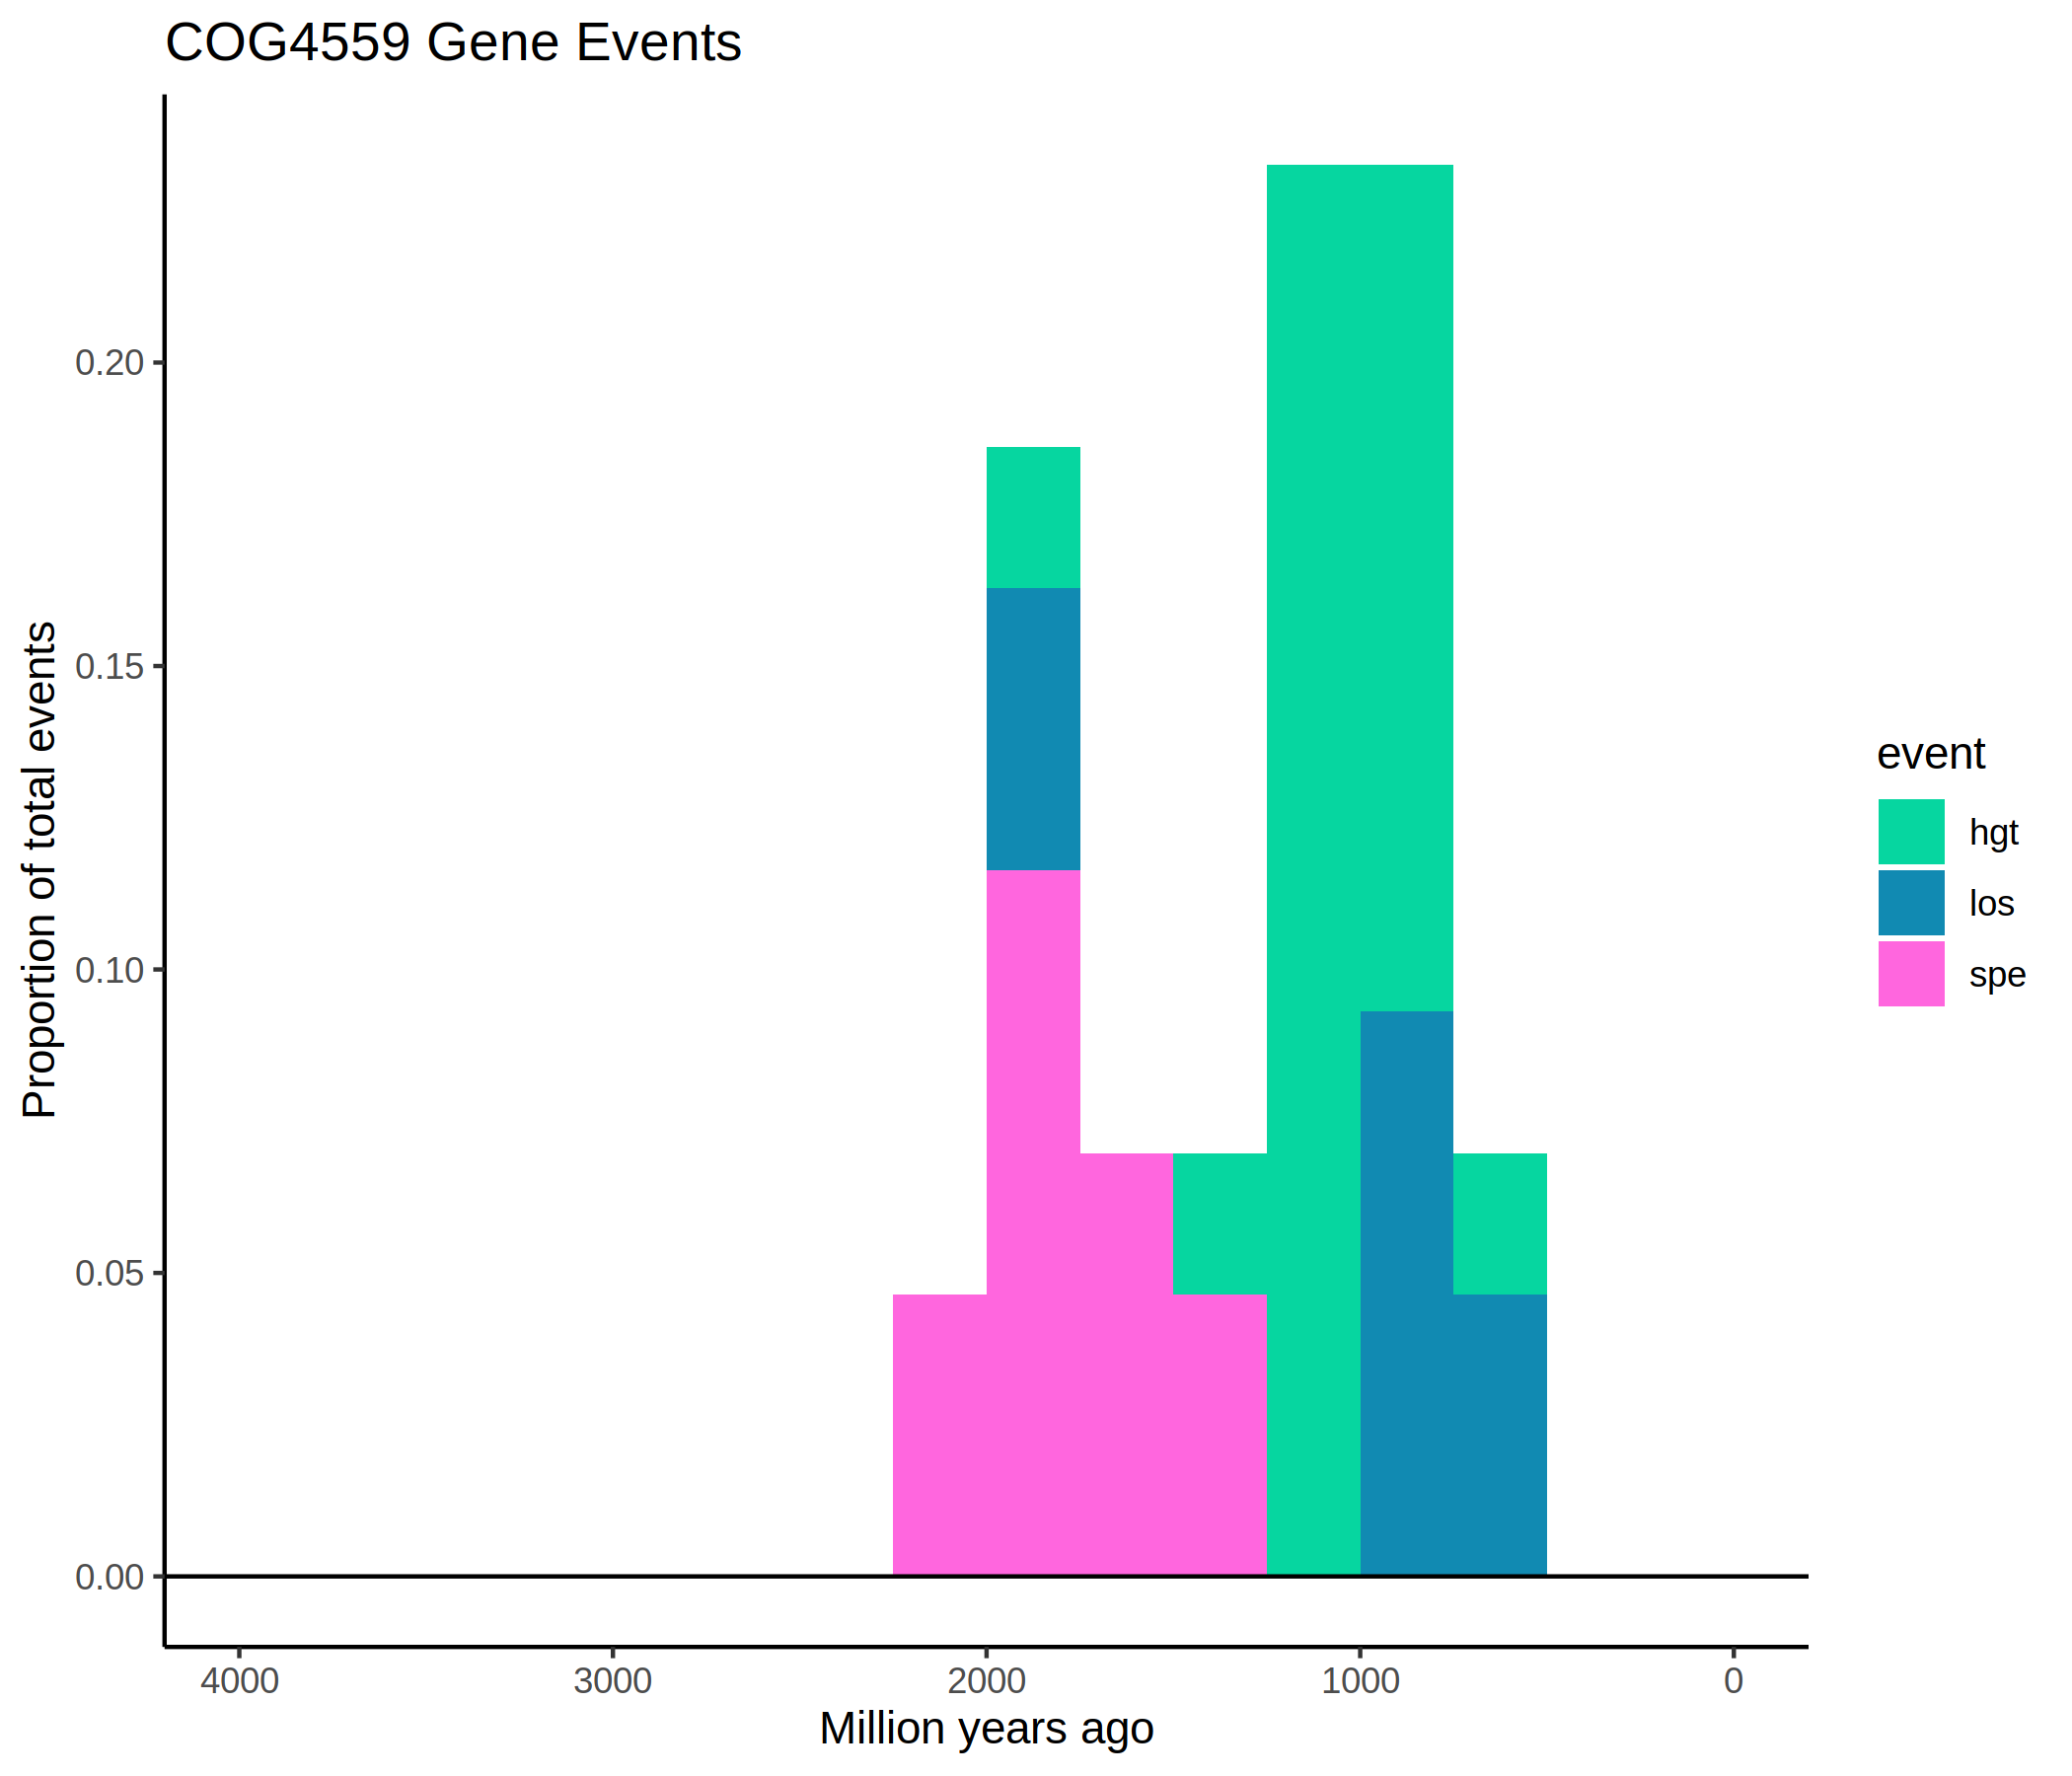 COG4559 Gene Events
Proportion of total events
0.20
0.15
0.10
0.05
0.00
4000 3000 2000 1000 0
Million years ago
event
hgt
los
spe